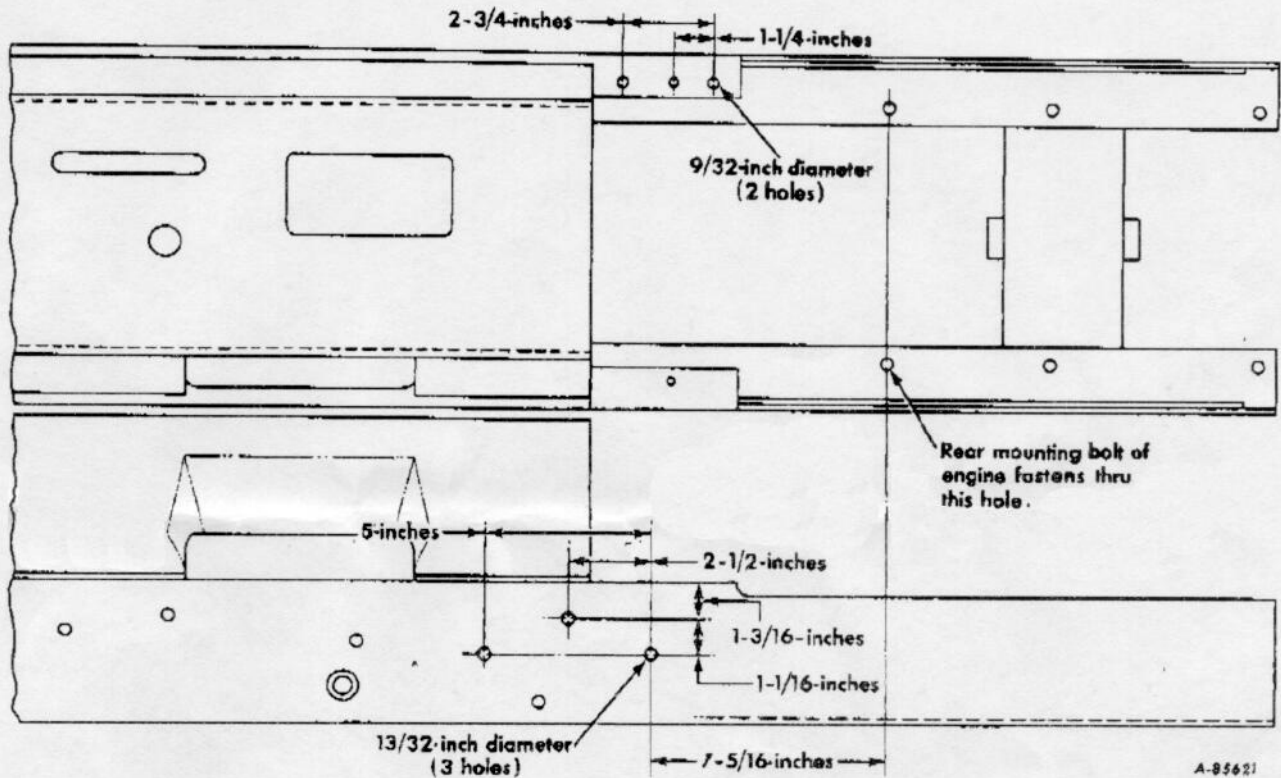 2-3/4-inches
1-1/4-inches
9/32-inch diameter
(2 holes)
Rear mounting bolt of
engine fastens thru
this hole.
5-inches
2-1/2-inches
1-3/16-inches
1-1/16-inches
13/32-inch diameter
(3 holes)
7-5/16-inches
A-85621